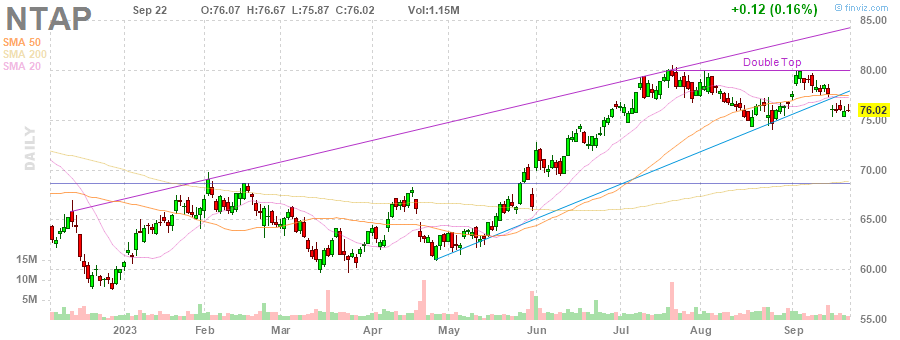 NTAP Sep 22 O:76.07 H:76.67 L:75.87 C:76.02 Vol:1.15M +0.12 (0.16%) © finviz.com
SMA 50
SMA 200
SMA 20
DAILY
Double Top
85.00
80.00
76.02
75.00
70.00
65.00
60.00
55.00
15M
10M
5M
2023 Feb Mar Apr May Jun Jul Aug Sep